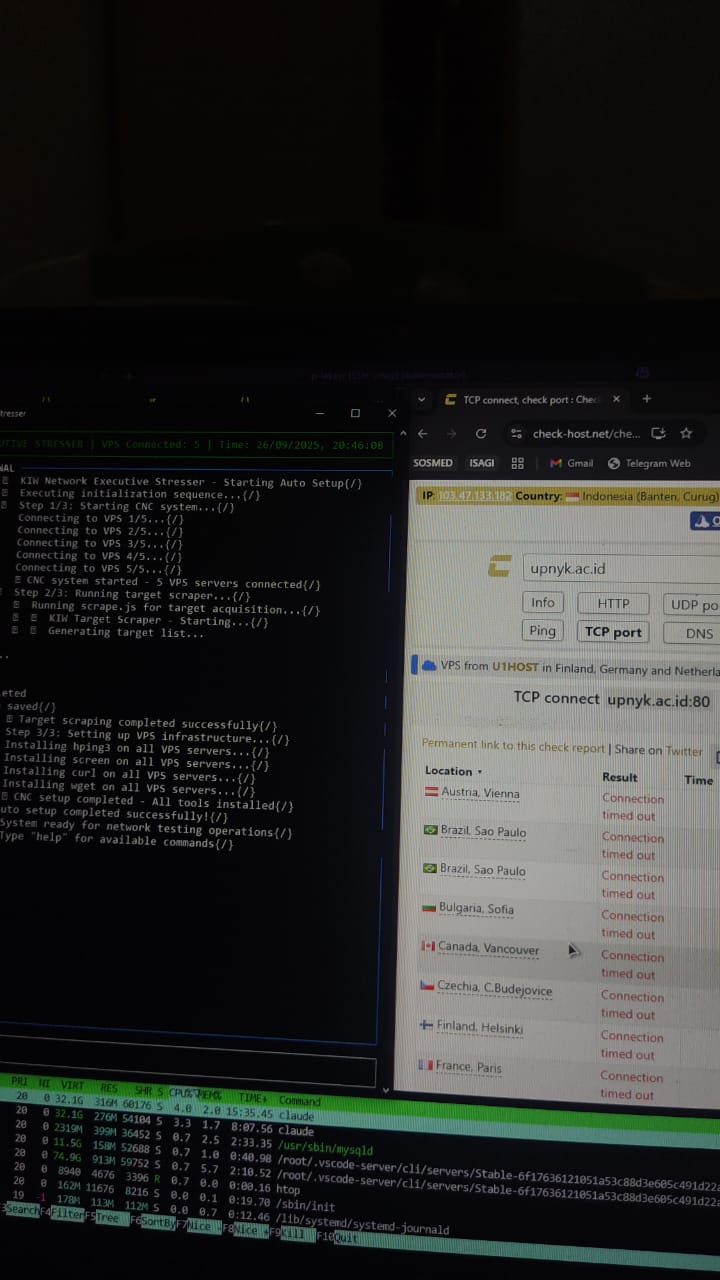 tresser
UTIVE STRESSER | VPS Connected: 5 | Time: 26/09/2025, 20:46:08
NAL
KIW Network Executive Stresser - Starting Auto Setup{/}
Executing initialization sequence...{/}
Step 1/3: Starting CNC system...{/}
Connecting to VPS 1/5...{/}
Connecting to VPS 2/5...{/}
Connecting to VPS 3/5...{/}
Connecting to VPS 4/5...{/}
Connecting to VPS 5/5...{/}
CNC system started - 5 VPS servers connected{/}
Step 2/3: Running target scraper...{/}
Running scrape.js for target acquisition...{/}
KIW Target Scraper - Starting...{/}
Generating target list...
..
eted
saved{/}
Target scraping completed successfully{/}
Step 3/3: Setting up VPS infrastructure...{/}
Installing hping3 on all VPS servers...{/}
Installing screen on all VPS servers...{/}
Installing curl on all VPS servers...{/}
Installing wget on all VPS servers...{/}
CNC setup completed - All tools installed{/}
uto setup completed successfully!{/}
System ready for network testing operations{/}
Type "help" for available commands{/}
TCP connect, check port : Chec
check-host.net/che...
SOSMED ISAGI Gmail Telegram Web
IP: 103.47.133.182 Country: Indonesia (Banten, Curug)
upnyk.ac.id
Info HTTP UDP po
Ping TCP port DNS
VPS from U1HOST in Finland, Germany and Netherla
TCP connect upnyk.ac.id:80
Permanent link to this check report | Share on Twitter
Location Result Time
Austria, Vienna Connection timed out
Brazil, Sao Paulo Connection timed out
Brazil, Sao Paulo Connection timed out
Bulgaria, Sofia Connection timed out
Canada, Vancouver Connection timed out
Czechia, C.Budejovice Connection timed out
Finland, Helsinki Connection timed out
France, Paris Connection timed out
PRI NI VIRT RES SHR S CPU% MEM% TIME+ Command
20 0 32.1G 316M 60176 S 4.0 2.0 15:35.45 claude
20 0 32.1G 276M 54104 S 3.3 1.7 8:07.56 claude
20 0 2319M 399M 36452 S 0.7 2.5 2:33.35 /usr/sbin/mysqld
20 0 11.5G 158M 52688 S 0.7 1.0 0:40.98 /root/.vscode-server/cli/servers/Stable-6f17636121051a53c88d3e605c491d22a
20 0 74.9G 913M 59752 S 0.7 5.7 2:10.52 /root/.vscode-server/cli/servers/Stable-6f17636121051a53c88d3e605c491d22a
20 0 8940 4676 3396 R 0.7 0.0 0:00.16 htop
20 0 162M 11676 8216 S 0.0 0.1 0:19.70 /sbin/init
19 -1 178M 113M 112M S 0.0 0.7 0:12.46 /lib/systemd/systemd-journald
3Search F4Filter F5Tree F6SortBy F7Nice - F8Nice + F9Kill F10Quit